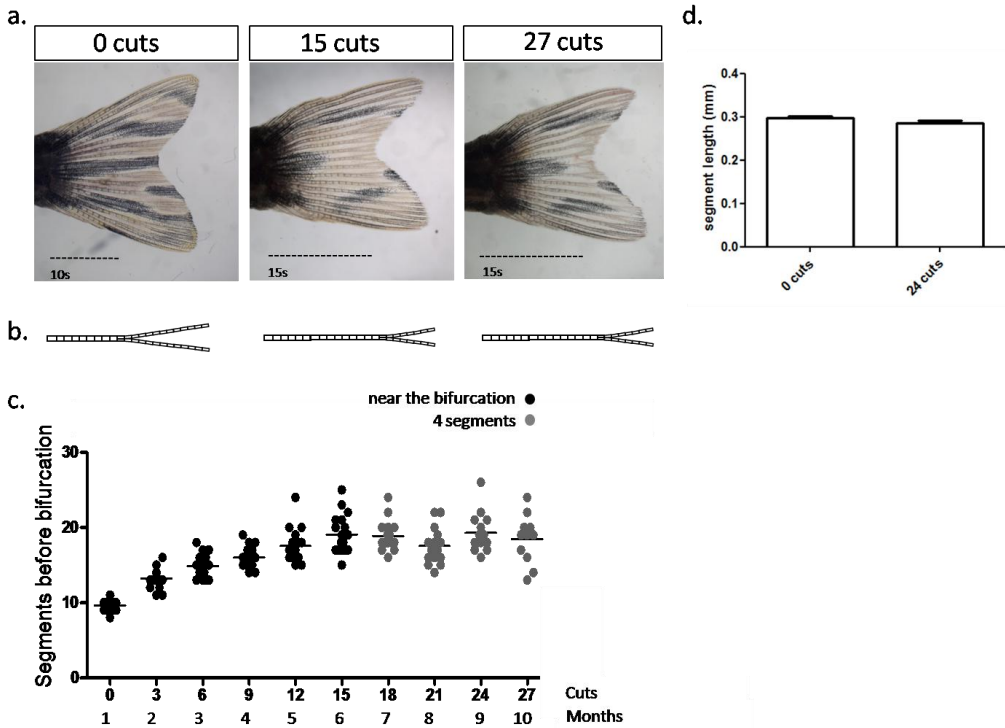 a.
0 cuts 15 cuts 27 cuts
10s 15s 15s
b.
c.
near the bifurcation
4 segments
Segments before bifurcation
30
20
10
0
0 3 6 9 12 15 18 21 24 27 Cuts
1 2 3 4 5 6 7 8 9 10 Months
d.
segment length (mm)
0.4
0.3
0.2
0.1
0.0
0 cuts 24 cuts